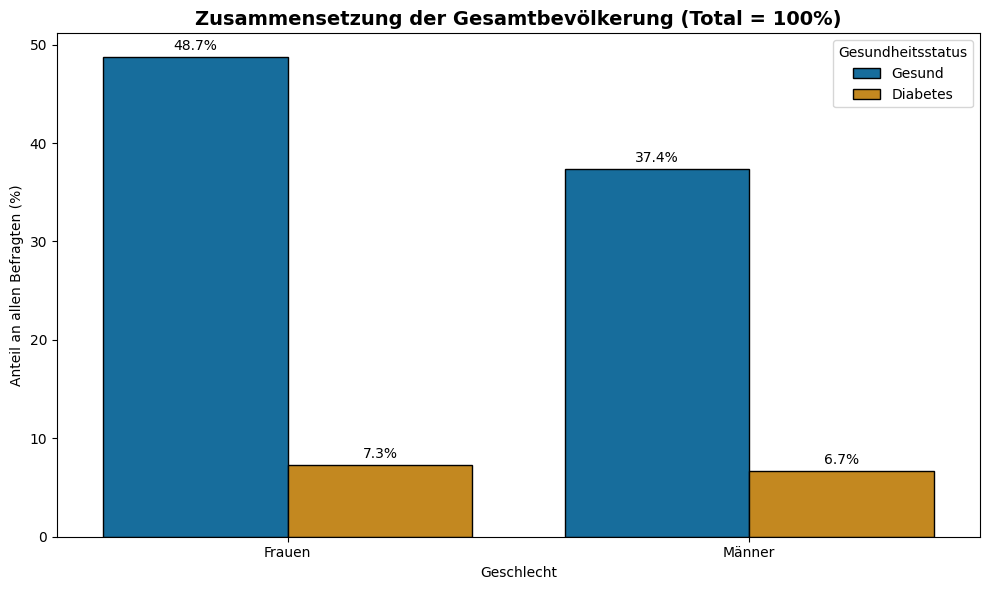 Zusammensetzung der Gesamtbevölkerung (Total = 100%)
Anteil an allen Befragten (%)
50
40
30
20
10
0
48.7%
7.3%
37.4%
6.7%
Gesundheitsstatus
Gesund
Diabetes
Frauen
Männer
Geschlecht